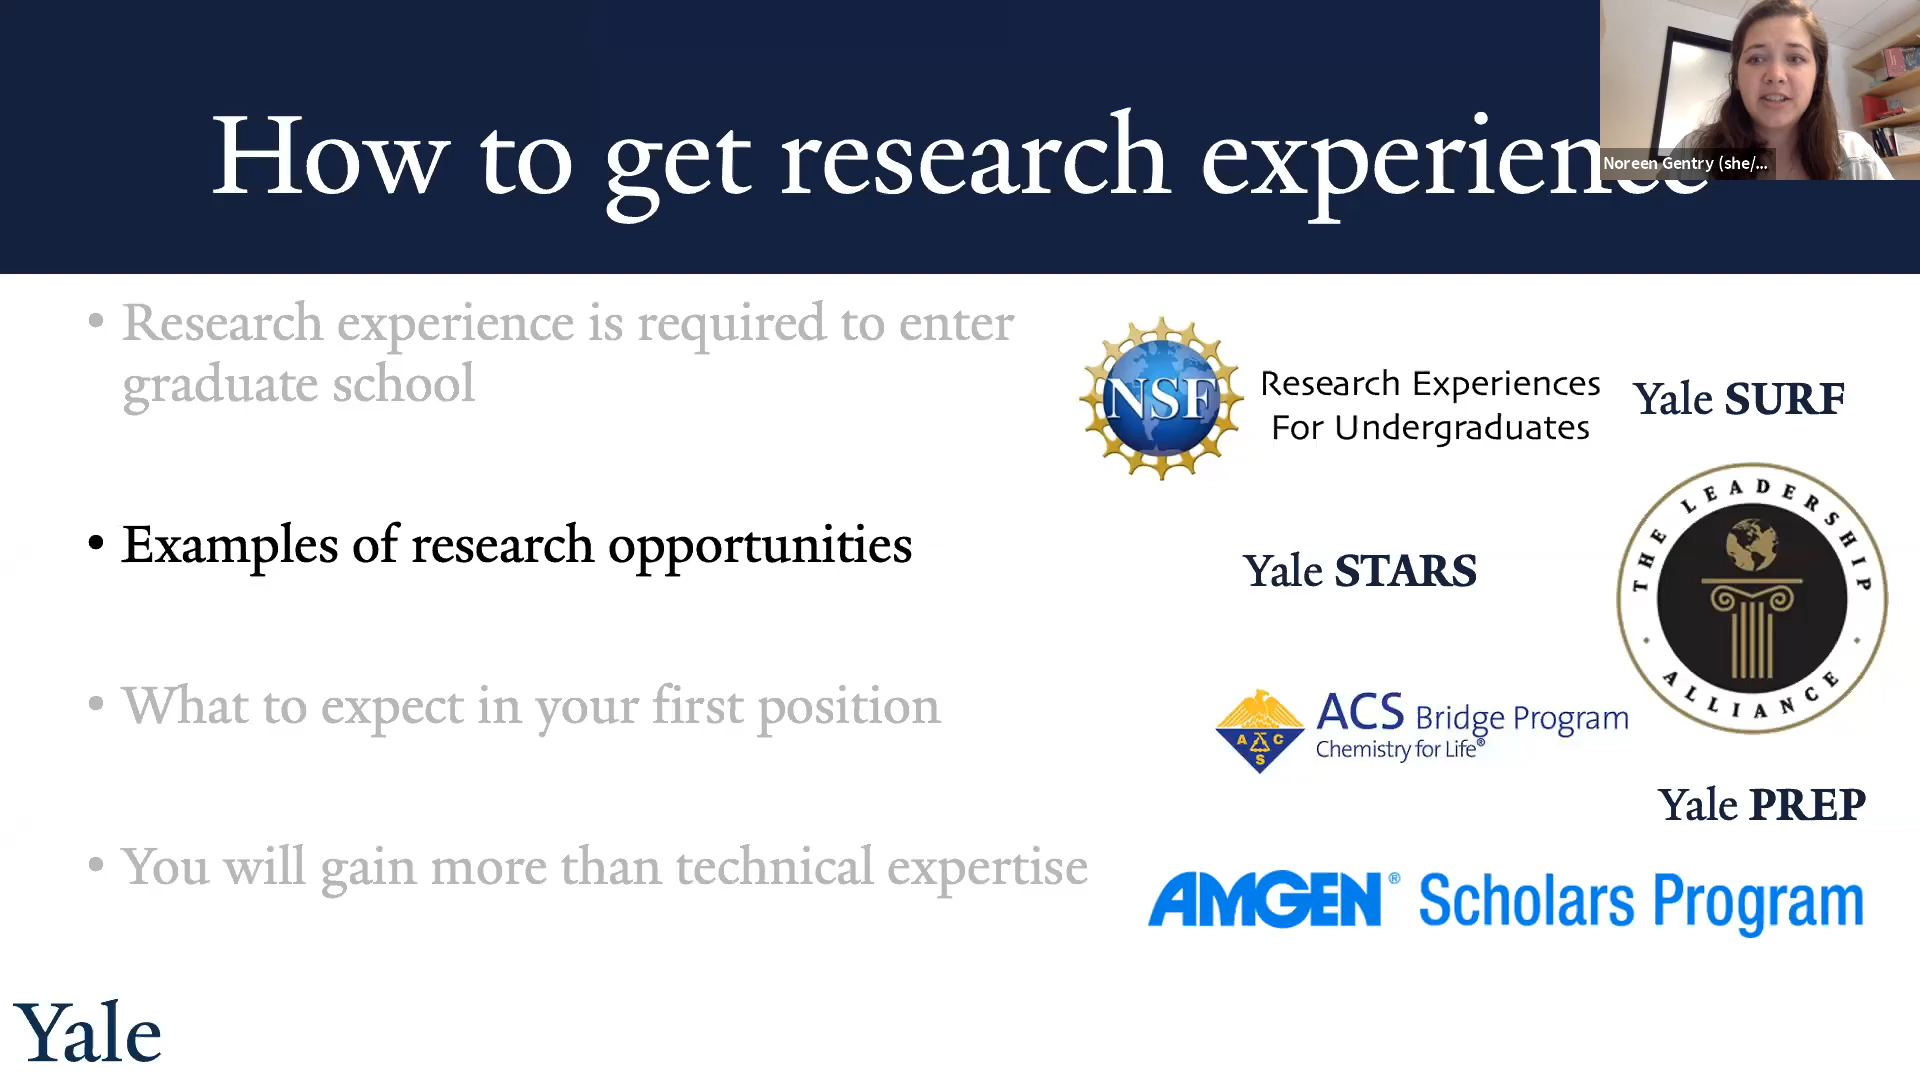 How to get research experience
Noreen Gentry (she/...
• Research experience is required to enter
graduate school
• Examples of research opportunities
• What to expect in your first position
• You will gain more than technical expertise
NSF
Research Experiences
For Undergraduates
Yale SURF
Yale STARS
THE LEADERSHIP
ALLIANCE
A C S
ACS Bridge Program
Chemistry for Life®
Yale PREP
AMGEN® Scholars Program
Yale